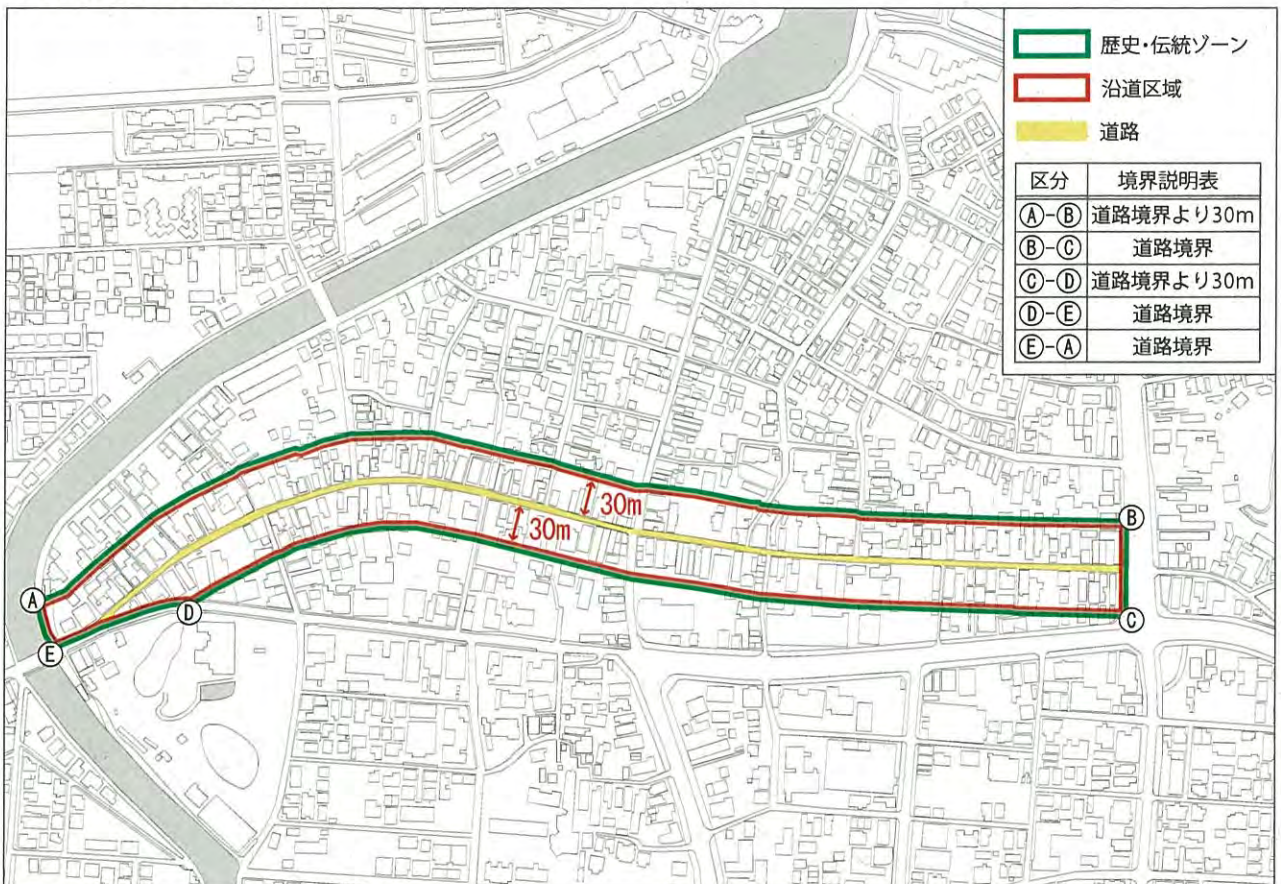 歴史・伝統ゾーン
沿道区域
道路
区分 境界説明表
Ⓐ-Ⓑ 道路境界より30m
Ⓑ-Ⓒ 道路境界
Ⓒ-Ⓓ 道路境界より30m
Ⓓ-Ⓔ 道路境界
Ⓔ-Ⓐ 道路境界
30m
30m
Ⓑ
Ⓐ
Ⓓ
Ⓒ
Ⓔ